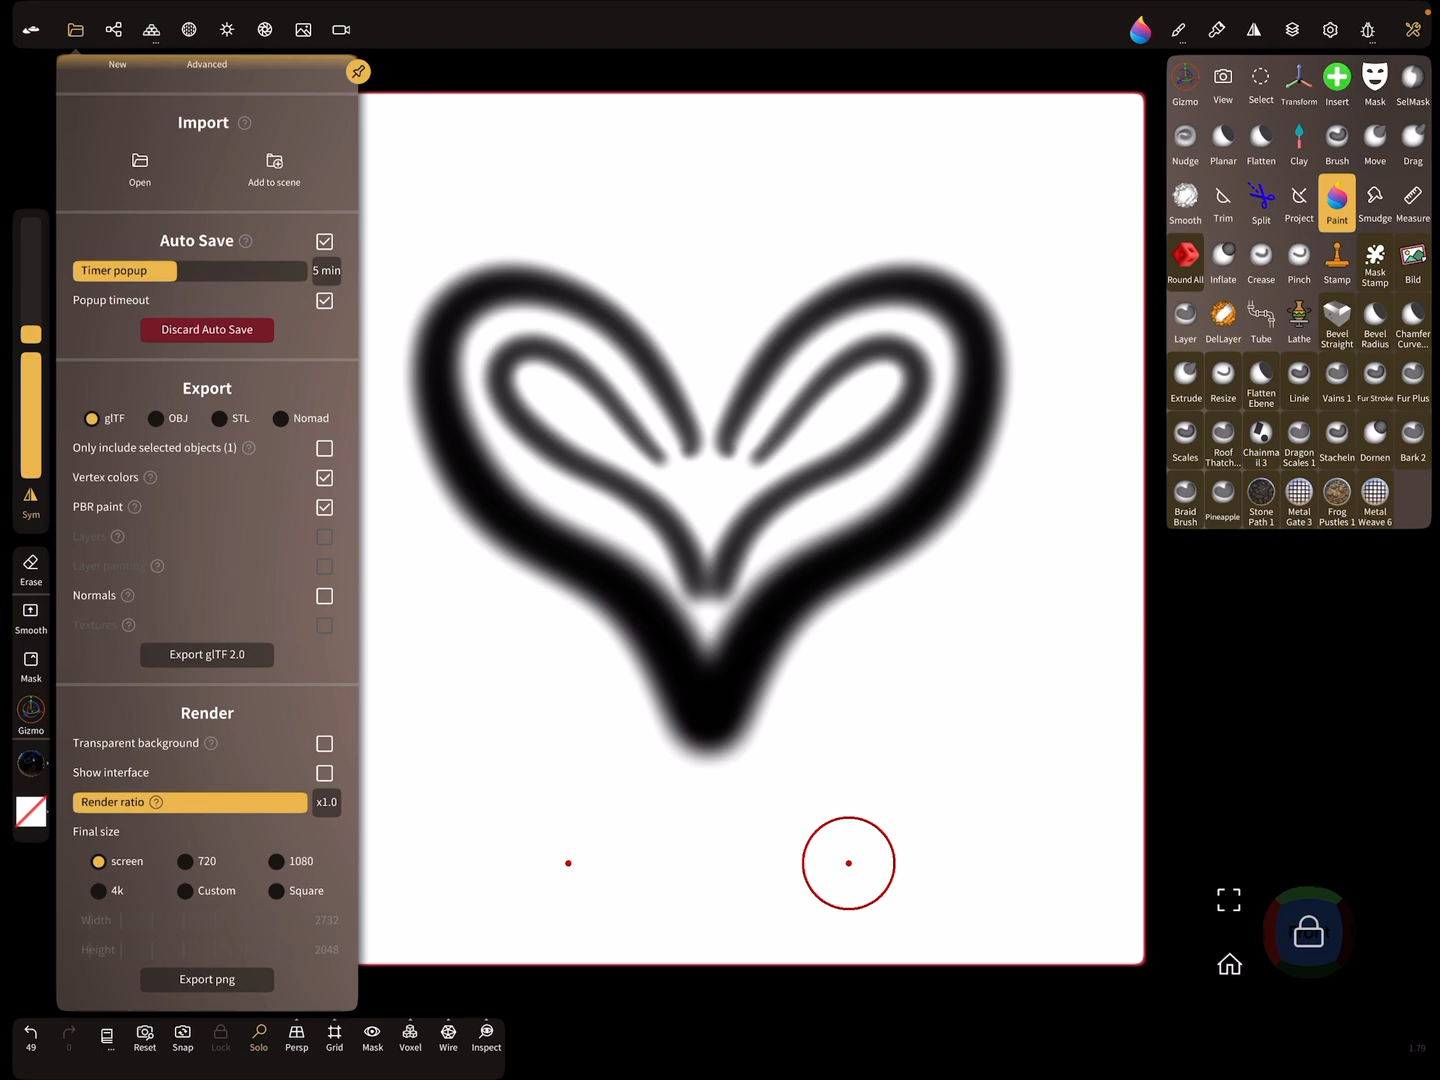 New Advanced
Import
Open Add to scene
Auto Save
Timer popup 5 min
Popup timeout
Discard Auto Save
Export
glTF OBJ STL Nomad
Only include selected objects (1)
Vertex colors
PBR paint
Layers
Layer painting
Normals
Textures
Export glTF 2.0
Render
Transparent background
Show interface
Render ratio x1.0
Final size
screen 720 1080
4k Custom Square
Width 2732
Height 2048
Export png
Sym
Erase
Smooth
Mask
Gizmo
49 0 ... Reset Snap Lock Solo Persp Grid Mask Voxel Wire Inspect
Gizmo View Select Transform Insert Mask SelMask
Nudge Planar Flatten Clay Brush Move Drag
Smooth Trim Split Project Paint Smudge Measure
Round All Inflate Crease Pinch Stamp Mask Stamp Bild
Layer DelLayer Tube Lathe Bevel Straight Bevel Radius Chamfer Curve...
Extrude Resize Flatten Ebene Linie Vains 1 Fur Stroke Fur Plus
Scales Roof Thatch... Chainma il 3 Dragon Scales 1 Stacheln Dornen Bark 2
Braid Brush Pineapple Stone Path 1 Metal Gate 3 Frog Pustles 1 Metal Weave 6
1.79